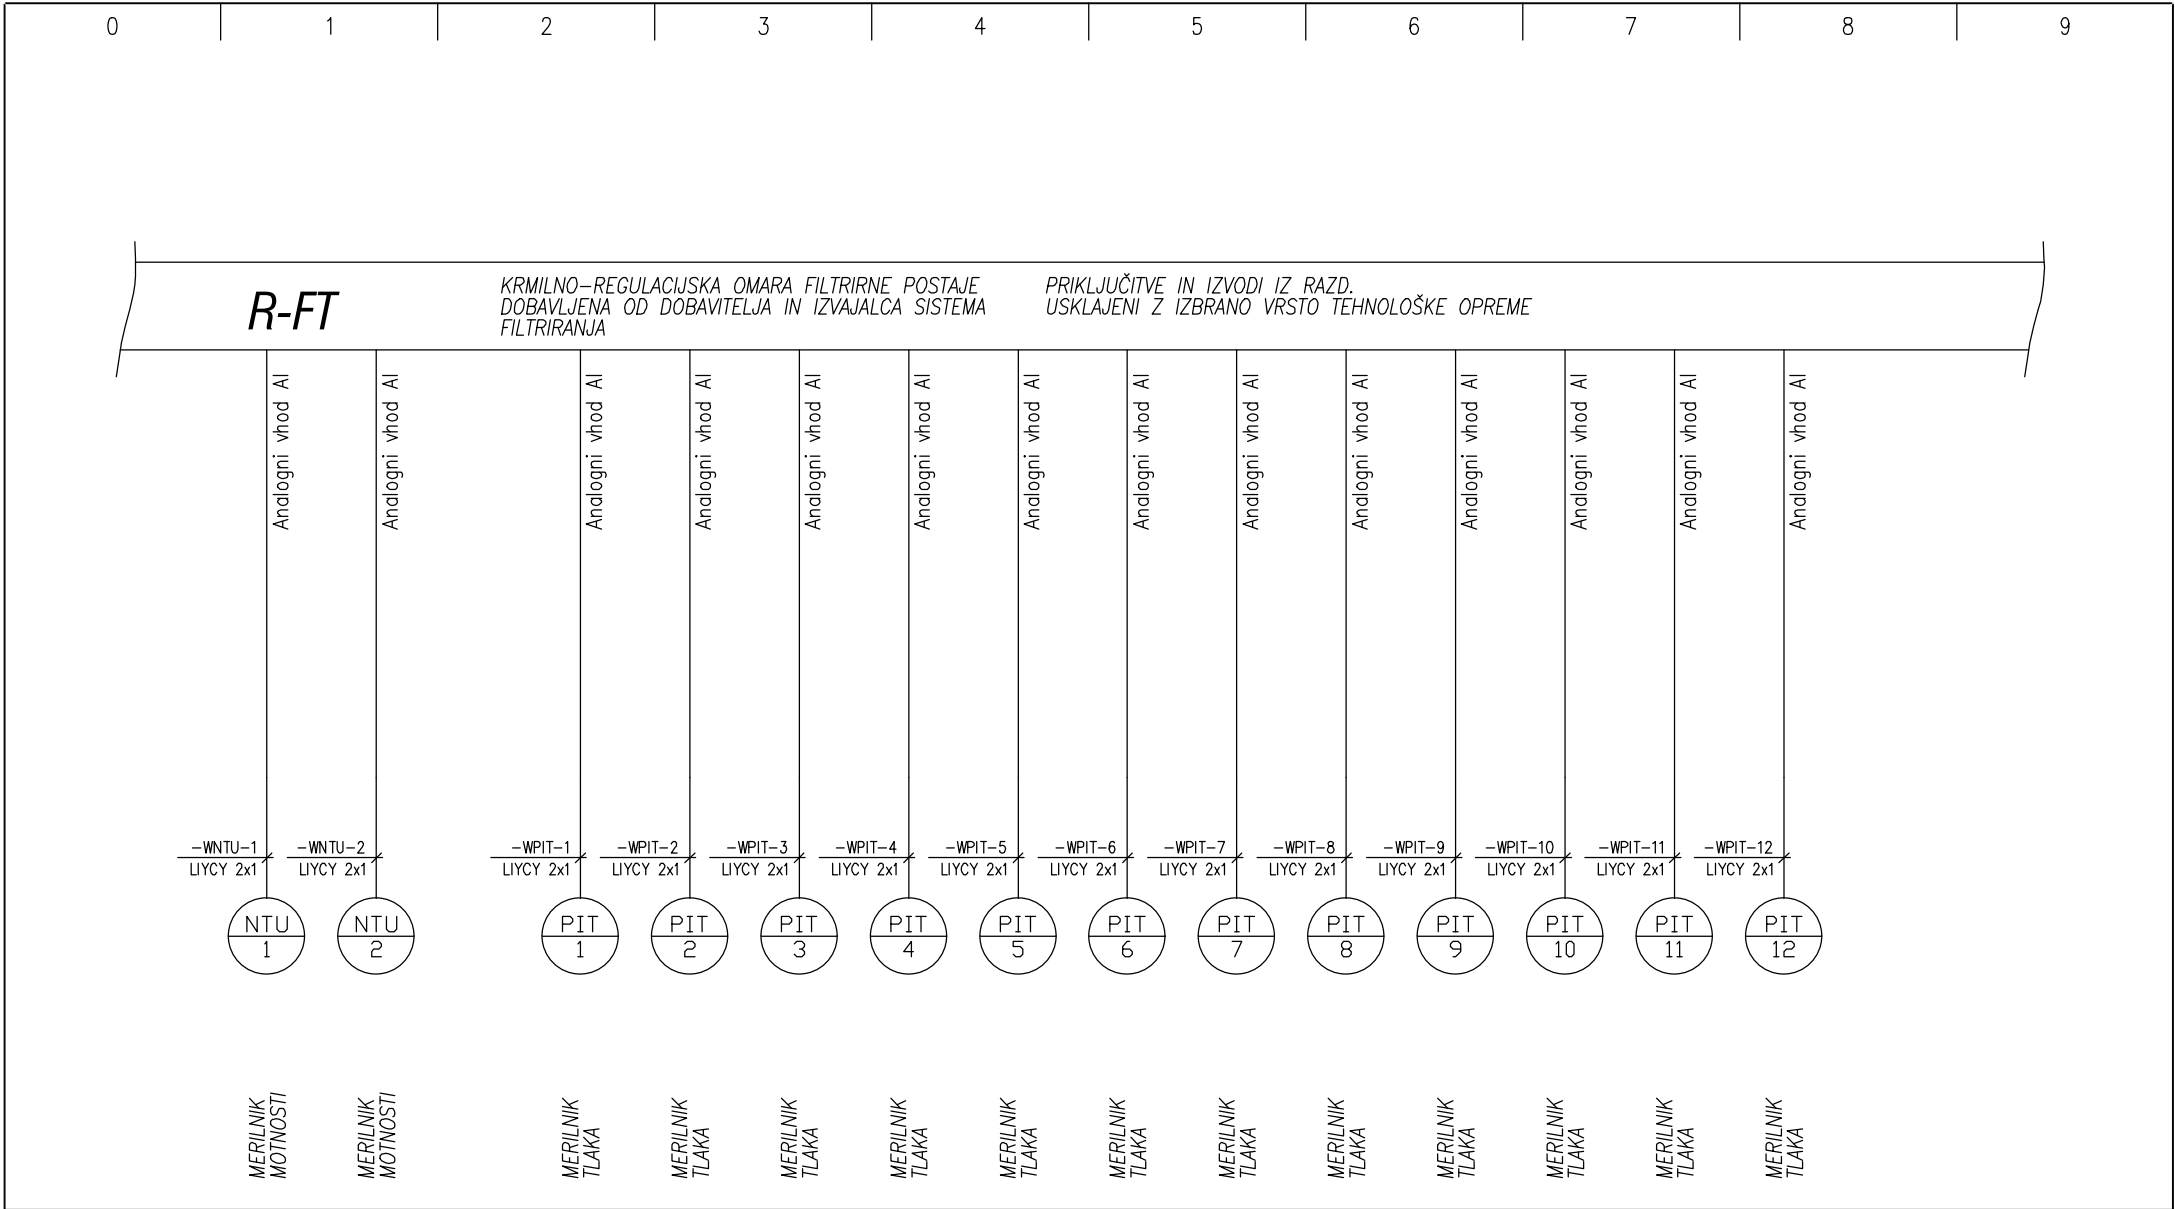 0 1 2 3 4 5 6 7 8 9
R-FT
KRMILNO-REGULACIJSKA OMARA FILTRIRNE POSTAJE
DOBAVLJENA OD DOBAVITELJA IN IZVAJALCA SISTEMA
FILTRIRANJA
PRIKLJUČITVE IN IZVODI IZ RAZD.
USKLAJENI Z IZBRANO VRSTO TEHNOLOŠKE OPREME
Analogni vhod AI
Analogni vhod AI
Analogni vhod AI
Analogni vhod AI
Analogni vhod AI
Analogni vhod AI
Analogni vhod AI
Analogni vhod AI
Analogni vhod AI
Analogni vhod AI
Analogni vhod AI
Analogni vhod AI
Analogni vhod AI
Analogni vhod AI
-WNTU-1
LIYCY 2x1
-WNTU-2
LIYCY 2x1
-WPIT-1
LIYCY 2x1
-WPIT-2
LIYCY 2x1
-WPIT-3
LIYCY 2x1
-WPIT-4
LIYCY 2x1
-WPIT-5
LIYCY 2x1
-WPIT-6
LIYCY 2x1
-WPIT-7
LIYCY 2x1
-WPIT-8
LIYCY 2x1
-WPIT-9
LIYCY 2x1
-WPIT-10
LIYCY 2x1
-WPIT-11
LIYCY 2x1
-WPIT-12
LIYCY 2x1
NTU
1
NTU
2
PIT
1
PIT
2
PIT
3
PIT
4
PIT
5
PIT
6
PIT
7
PIT
8
PIT
9
PIT
10
PIT
11
PIT
12
MERILNIK
MOTNOSTI
MERILNIK
MOTNOSTI
MERILNIK
TLAKA
MERILNIK
TLAKA
MERILNIK
TLAKA
MERILNIK
TLAKA
MERILNIK
TLAKA
MERILNIK
TLAKA
MERILNIK
TLAKA
MERILNIK
TLAKA
MERILNIK
TLAKA
MERILNIK
TLAKA
MERILNIK
TLAKA
MERILNIK
TLAKA